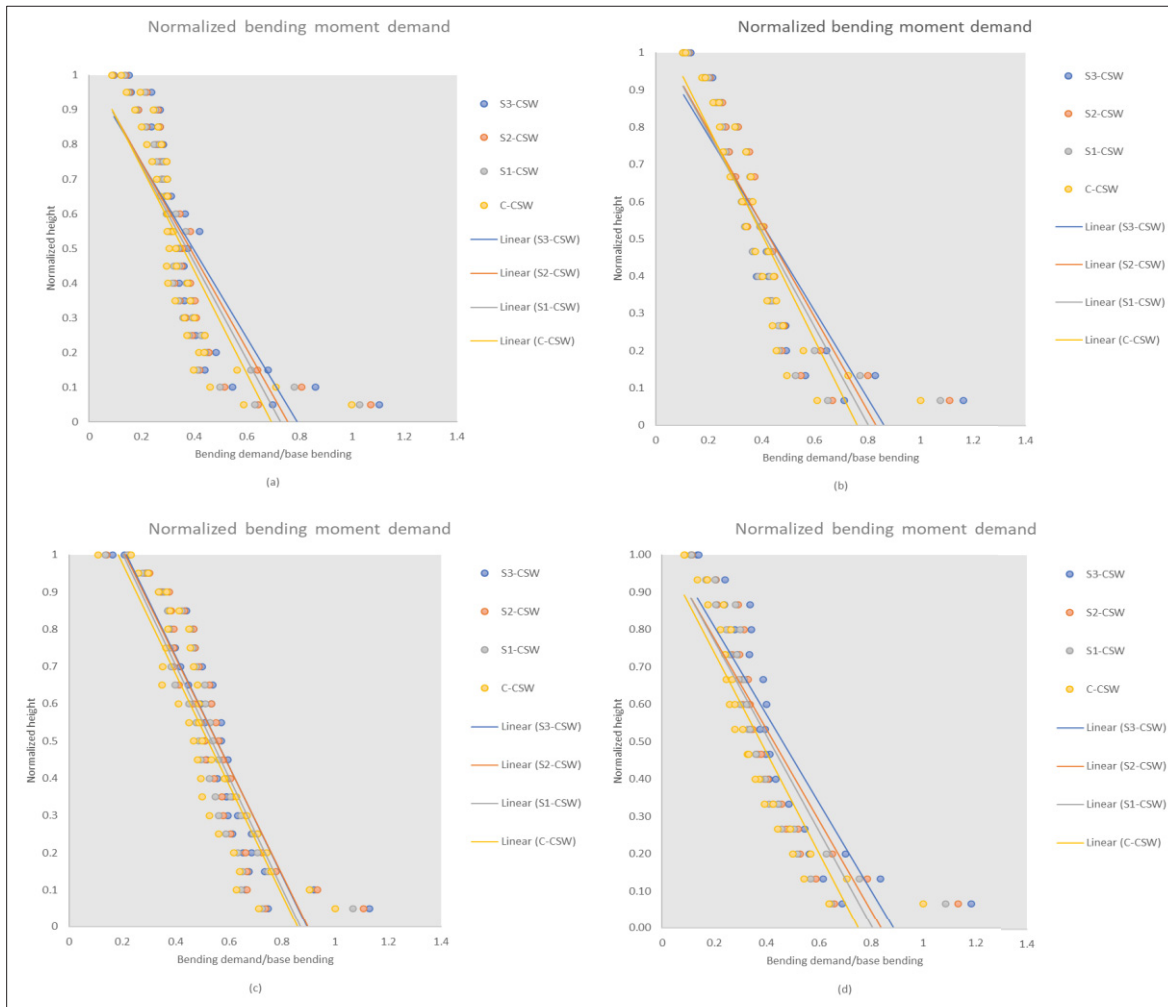 Normalized bending moment demand
1
0.9
0.8
0.7
0.6
0.5
0.4
0.3
0.2
0.1
0
Normalized height
0 0.2 0.4 0.6 0.8 1 1.2 1.4
Bending demand/base bending
S3-CSW
S2-CSW
S1-CSW
C-CSW
Linear (S3-CSW)
Linear (S2-CSW)
Linear (S1-CSW)
Linear (C-CSW)
(a)
Normalized bending moment demand
1
0.9
0.8
0.7
0.6
0.5
0.4
0.3
0.2
0.1
0
Normalized height
0 0.2 0.4 0.6 0.8 1 1.2 1.4
Bending demand/base bending
S3-CSW
S2-CSW
S1-CSW
C-CSW
Linear (S3-CSW)
Linear (S2-CSW)
Linear (S1-CSW)
Linear (C-CSW)
(b)
Normalized bending moment demand
1
0.9
0.8
0.7
0.6
0.5
0.4
0.3
0.2
0.1
0
Normalized height
0 0.2 0.4 0.6 0.8 1 1.2 1.4
Bending demand/base bending
S3-CSW
S2-CSW
S1-CSW
C-CSW
Linear (S3-CSW)
Linear (S2-CSW)
Linear (S1-CSW)
Linear (C-CSW)
(c)
Normalized bending moment demand
1.00
0.90
0.80
0.70
0.60
0.50
0.40
0.30
0.20
0.10
0.00
Normalized height
0 0.2 0.4 0.6 0.8 1 1.2 1.4
Bending demand/base bending
S3-CSW
S2-CSW
S1-CSW
C-CSW
Linear (S3-CSW)
Linear (S2-CSW)
Linear (S1-CSW)
Linear (C-CSW)
(d)